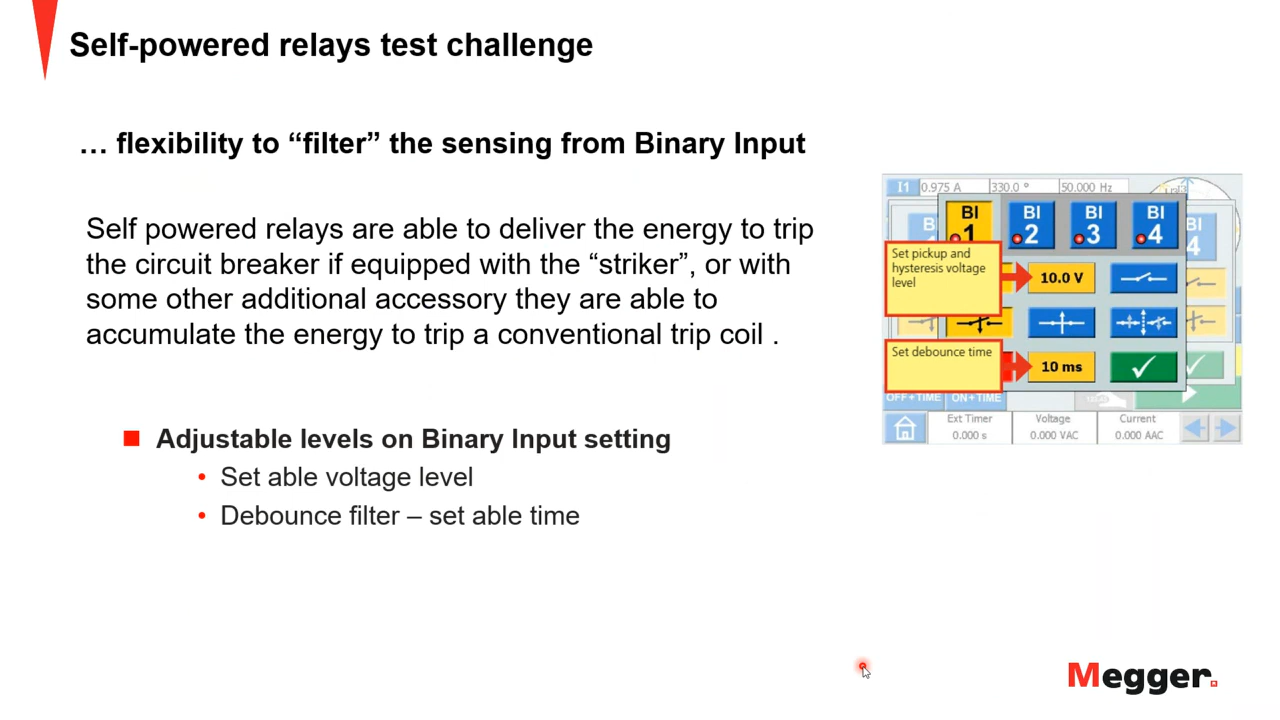 Self-powered relays test challenge
… flexibility to “filter” the sensing from Binary Input
Self powered relays are able to deliver the energy to trip
the circuit breaker if equipped with the “striker”, or with
some other additional accessory they are able to
accumulate the energy to trip a conventional trip coil .
Adjustable levels on Binary Input setting
• Set able voltage level
• Debounce filter – set able time
I1 0.975 A 330.0 ° 50.000 Hz
BI 1
BI 2
BI 3
BI 4
BI
4
Set pickup and
hysteresis voltage
level
10.0 V
Set debounce time
10 ms
OFF+TIME ON+TIME
Ext Timer
0.000 s
Voltage
0.000 VAC
Current
0.000 AAC
Megger.